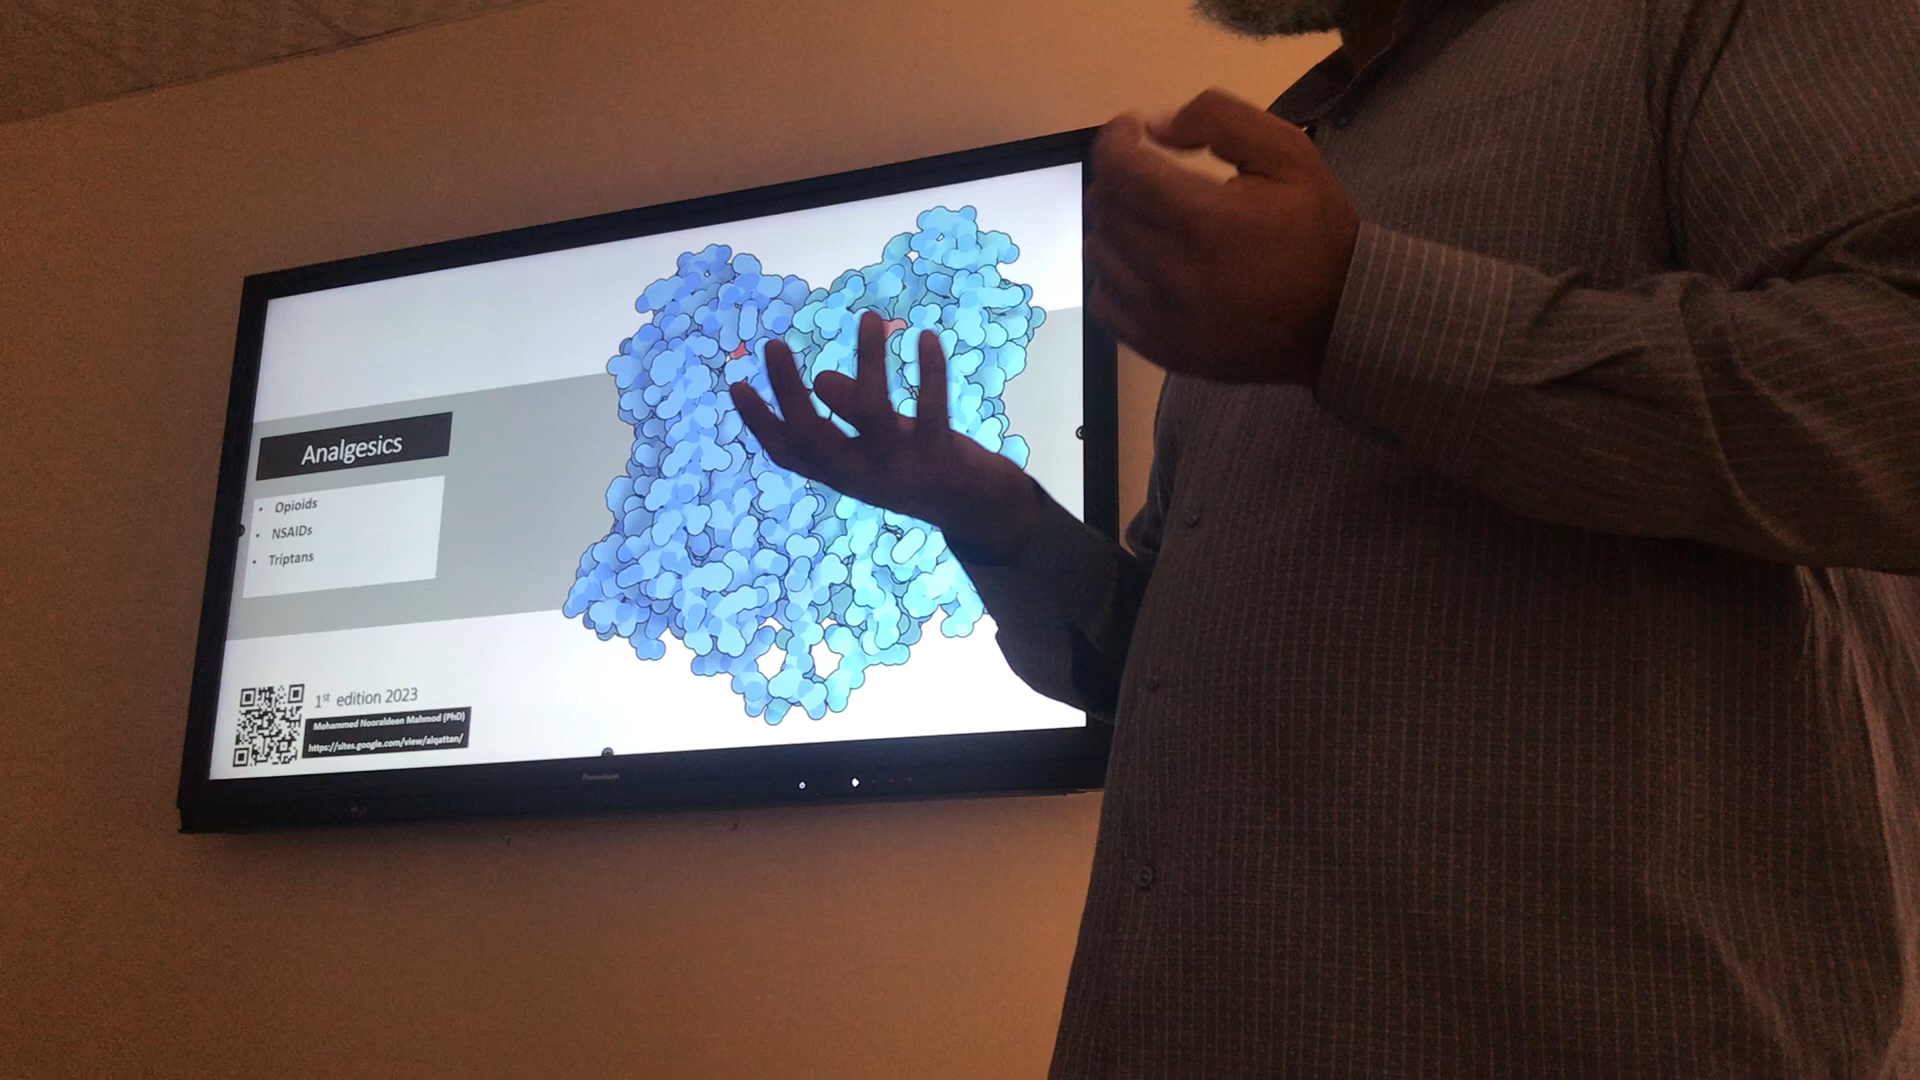 Analgesics
• Opioids
• NSAIDs
• Triptans
1st edition 2023
Mohammed Nooraldeen Mahmod (PhD)
https://sites.google.com/view/alqattan/